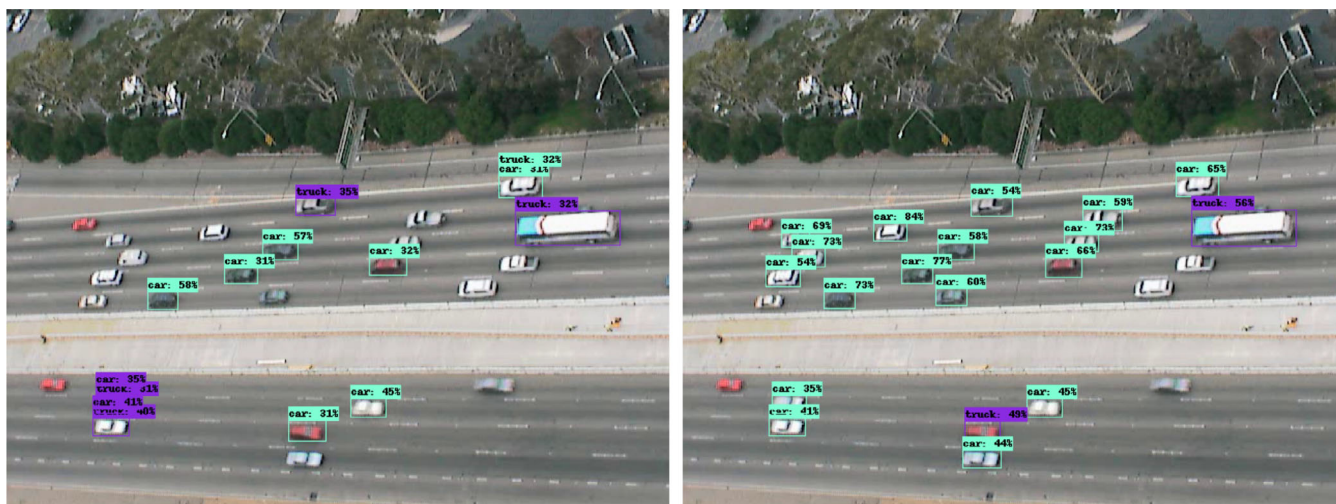 truck: 32%
car: 31%
truck: 35%
truck: 32%
car: 57%
car: 31%
car: 32%
car: 58%
car: 35%
truck: 31%
car: 41%
truck: 40%
car: 45%
car: 31%
car: 65%
car: 54%
car: 59%
truck: 56%
car: 69%
car: 84%
car: 73%
car: 73%
car: 58%
car: 66%
car: 54%
car: 77%
car: 73%
car: 60%
car: 35%
car: 41%
car: 45%
truck: 49%
car: 44%